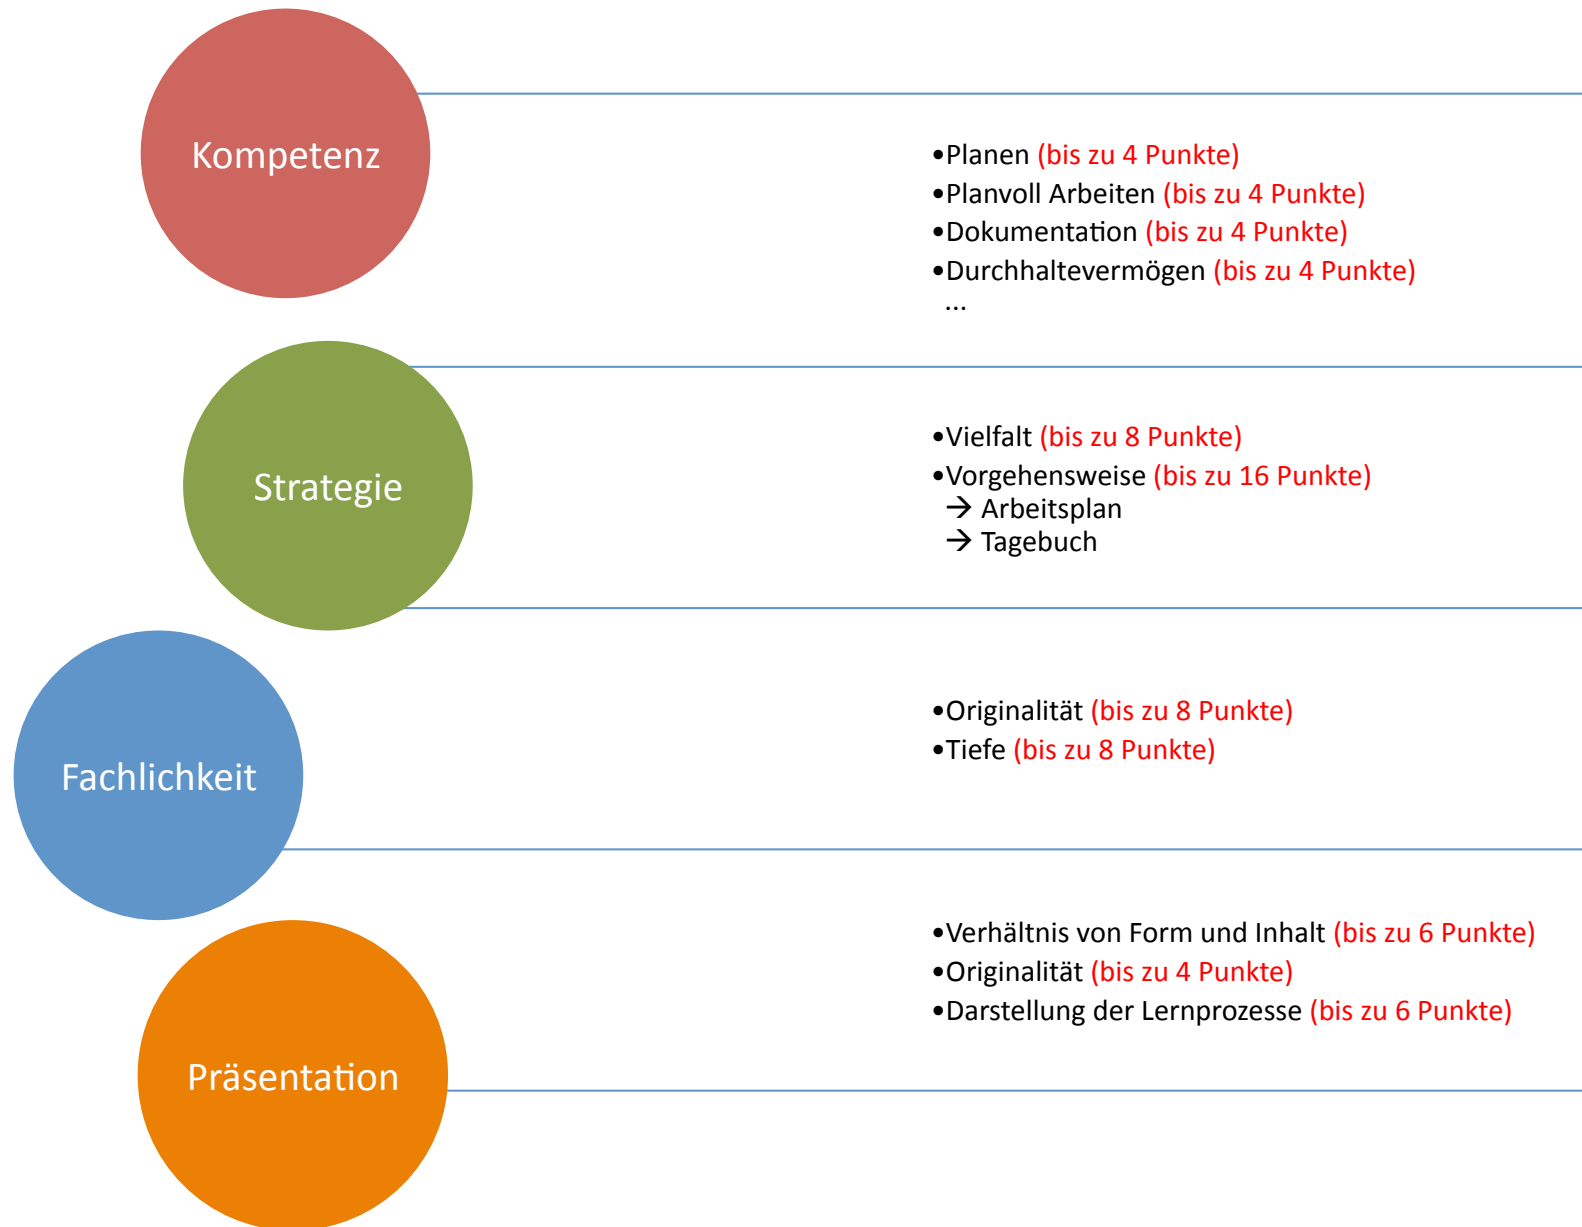 Kompetenz
•Planen (bis zu 4 Punkte)
•Planvoll Arbeiten (bis zu 4 Punkte)
•Dokumentation (bis zu 4 Punkte)
•Durchhaltevermögen (bis zu 4 Punkte)
...
Strategie
•Vielfalt (bis zu 8 Punkte)
•Vorgehensweise (bis zu 16 Punkte)
→ Arbeitsplan
→ Tagebuch
Fachlichkeit
•Originalität (bis zu 8 Punkte)
•Tiefe (bis zu 8 Punkte)
Präsentation
•Verhältnis von Form und Inhalt (bis zu 6 Punkte)
•Originalität (bis zu 4 Punkte)
•Darstellung der Lernprozesse (bis zu 6 Punkte)